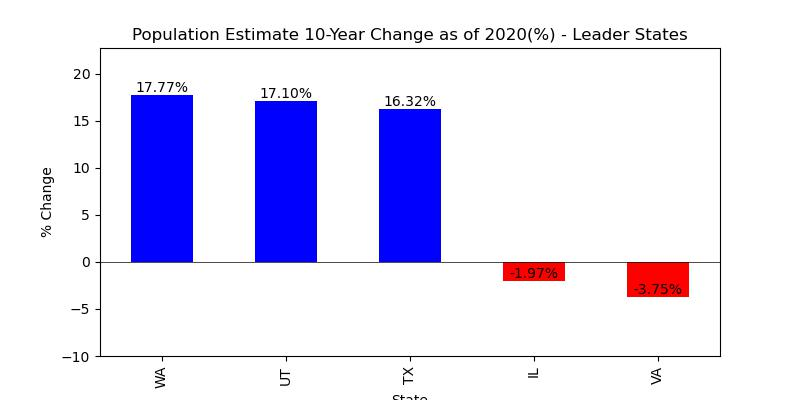 Population Estimate 10-Year Change as of 2020(%) - Leader States
20
15
10
5
0
−5
−10
% Change
17.77%
17.10%
16.32%
-1.97%
-3.75%
WA
UT
TX
IL
VA
State